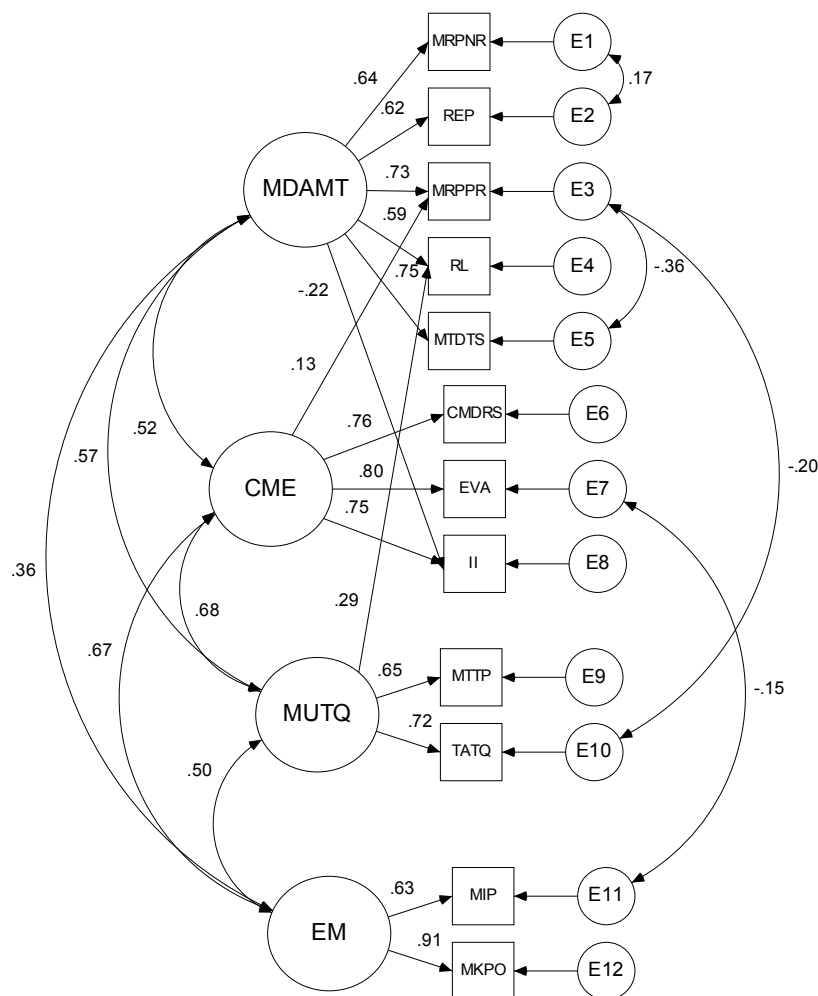 MRPNR
E1
.64
.17
.62
REP
E2
MDAMT
.73
MRPPR
E3
.59
RL
E4
.75
-.36
-.22
MTDTS
E5
.13
CMDRS
E6
.76
.52
.57
.80
EVA
E7
-.20
CME
.75
II
E8
.36
.29
.68
.67
.65
MTTP
E9
-.15
MUTQ
.72
TATQ
E10
.50
.63
MIP
E11
EM
.91
MKPO
E12